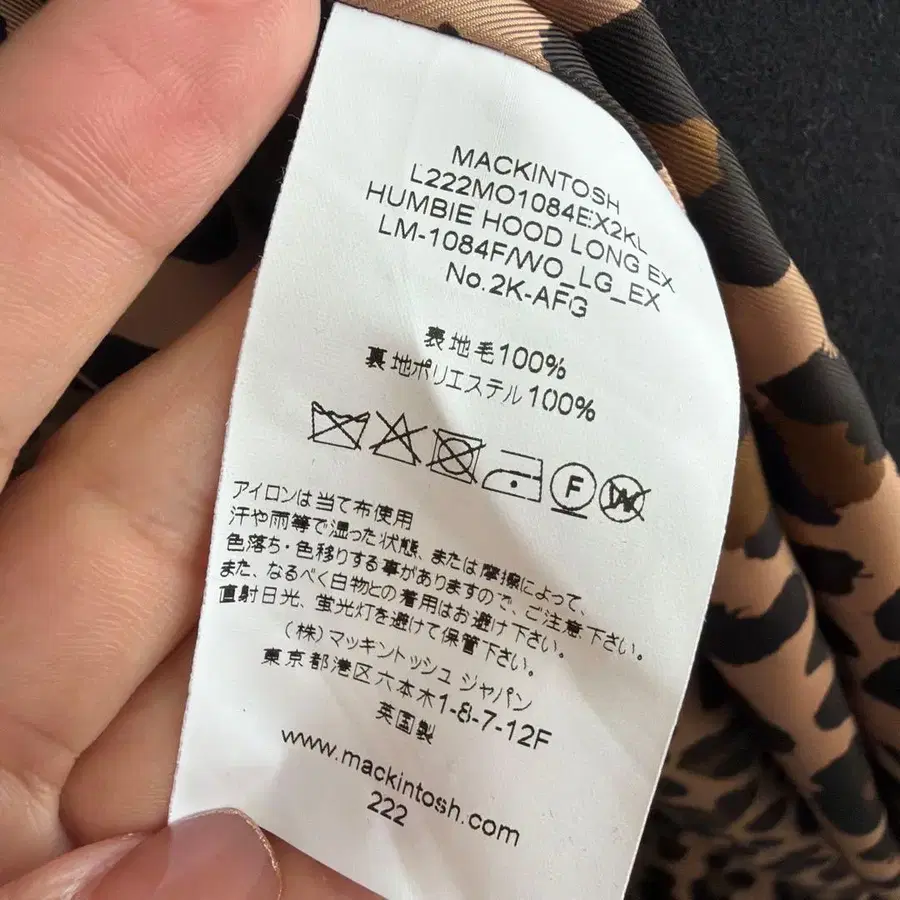 MACKINTOSH
L222MO1084EX2KL
HUMBIE HOOD LONG EX
LM-1084F/WO_LG_EX
No.2K-AFG
表地毛100%
裏地ポリエステル100%
F
W
アイロンは当て布使用
汗や雨等で湿った状態、または摩擦によって、
色落ち・色移りする事がありますので、ご注意下さい。
また、なるべく白物との着用はお避け下さい。
直射日光、蛍光灯を避けて保管下さい。
(株)マッキントッシュ ジャパン
東京都港区六本木1-8-7-12F
英国製
www.mackintosh.com
222